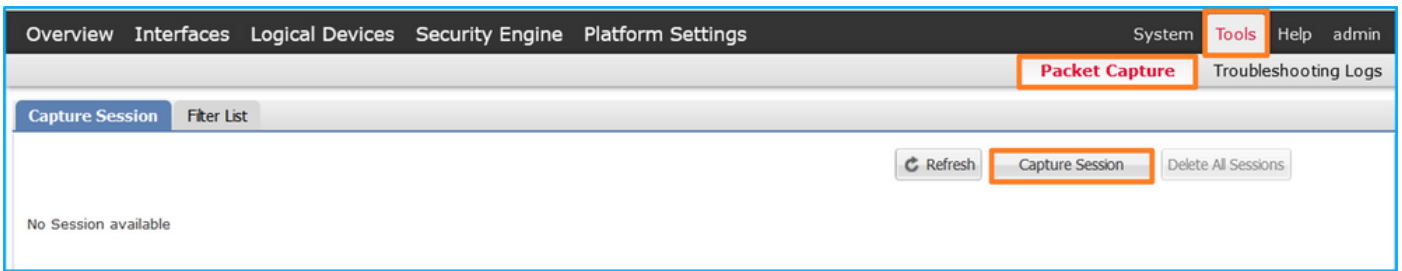 Overview Interfaces Logical Devices Security Engine Platform Settings System Tools Help admin
Packet Capture Troubleshooting Logs
Capture Session Filter List
Refresh Capture Session Delete All Sessions
No Session available